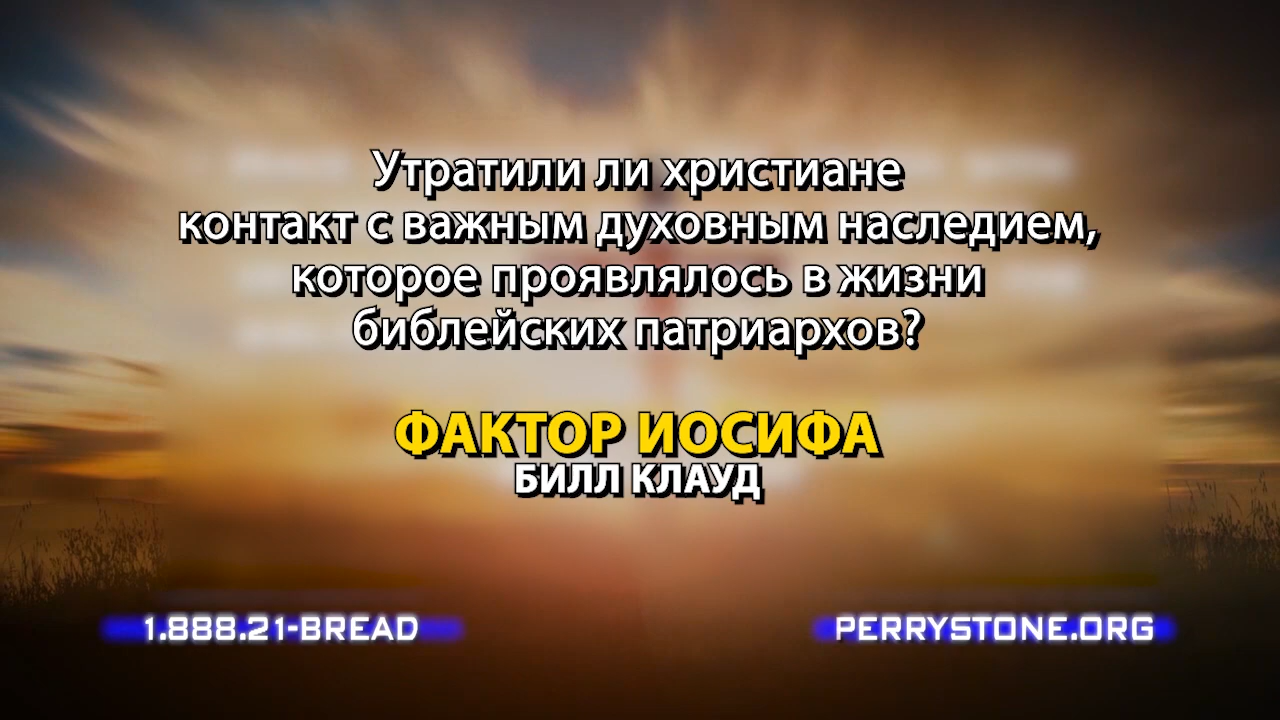 Утратили ли христиане
контакт с важным духовным наследием,
которое проявлялось в жизни
библейских патриархов?
ФАКТОР ИОСИФА
БИЛЛ КЛАУД
1.888.21-BREAD
PERRYSTONE.ORG